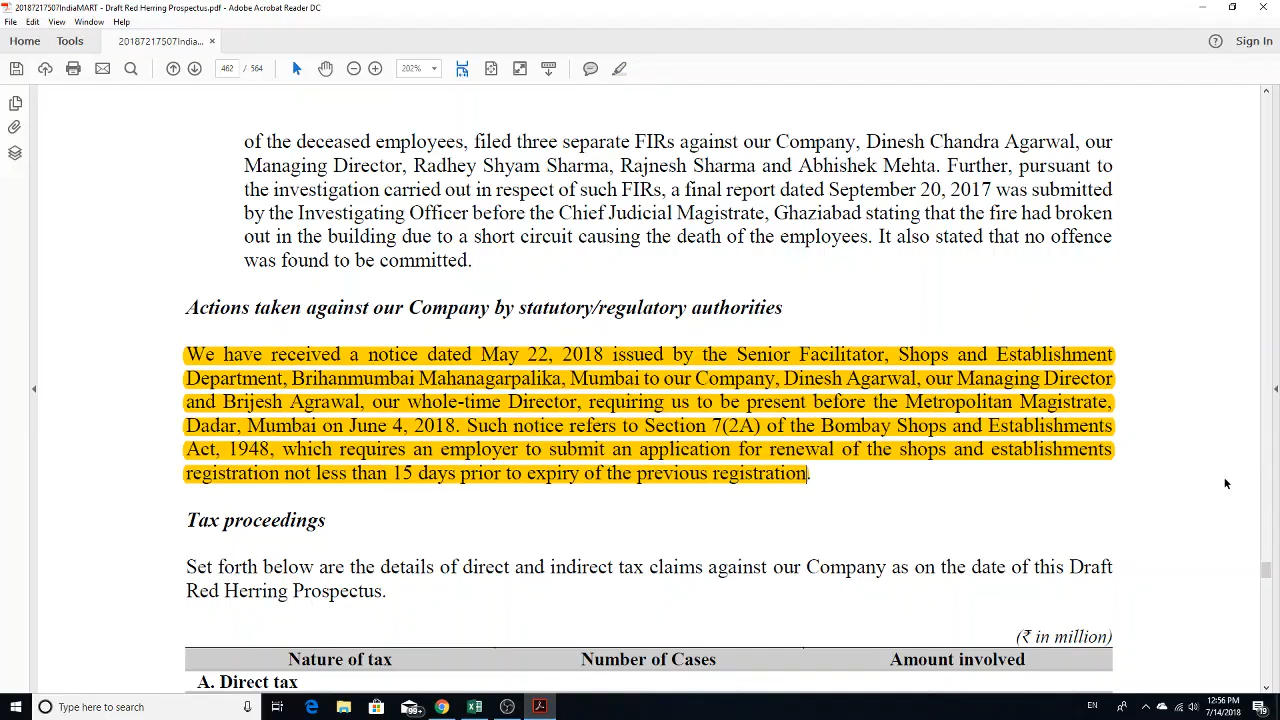 20187217507IndiaMART - Draft Red Herring Prospectus.pdf - Adobe Acrobat Reader DC
File Edit View Window Help
Home Tools 20187217507India... × Sign In
462 / 564 202%
of the deceased employees, filed three separate FIRs against our Company, Dinesh Chandra Agarwal, our
Managing Director, Radhey Shyam Sharma, Rajnesh Sharma and Abhishek Mehta. Further, pursuant to
the investigation carried out in respect of such FIRs, a final report dated September 20, 2017 was submitted
by the Investigating Officer before the Chief Judicial Magistrate, Ghaziabad stating that the fire had broken
out in the building due to a short circuit causing the death of the employees. It also stated that no offence
was found to be committed.
Actions taken against our Company by statutory/regulatory authorities
We have received a notice dated May 22, 2018 issued by the Senior Facilitator, Shops and Establishment
Department, Brihanmumbai Mahanagarpalika, Mumbai to our Company, Dinesh Agarwal, our Managing Director
and Brijesh Agrawal, our whole-time Director, requiring us to be present before the Metropolitan Magistrate,
Dadar, Mumbai on June 4, 2018. Such notice refers to Section 7(2A) of the Bombay Shops and Establishments
Act, 1948, which requires an employer to submit an application for renewal of the shops and establishments
registration not less than 15 days prior to expiry of the previous registration.
Tax proceedings
Set forth below are the details of direct and indirect tax claims against our Company as on the date of this Draft
Red Herring Prospectus.
(₹ in million)
Nature of tax Number of Cases Amount involved
A. Direct tax
Type here to search
99+
EN
12:56 PM
7/14/2018
19